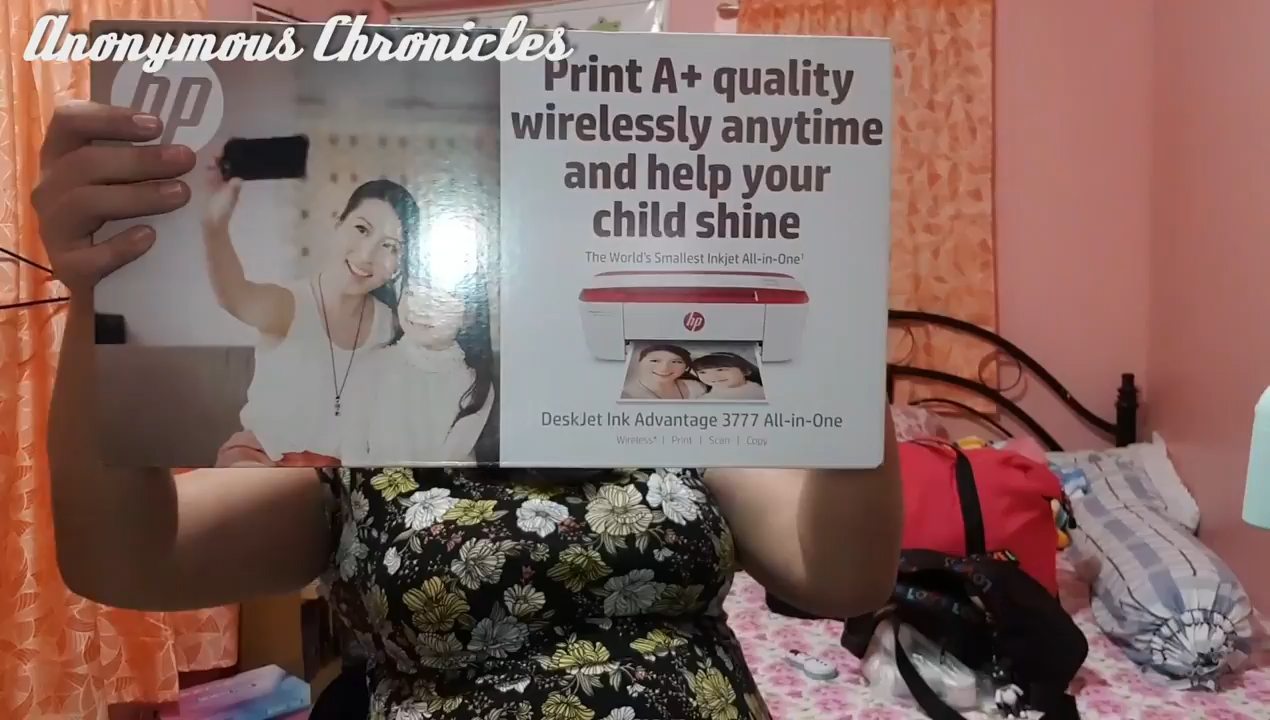 Anonymous Chronicles
hp
Print A+ quality
wirelessly anytime
and help your
child shine
The World's Smallest Inkjet All-in-One¹
hp
DeskJet Ink Advantage 3777 All-in-One
Wireless* | Print | Scan | Copy